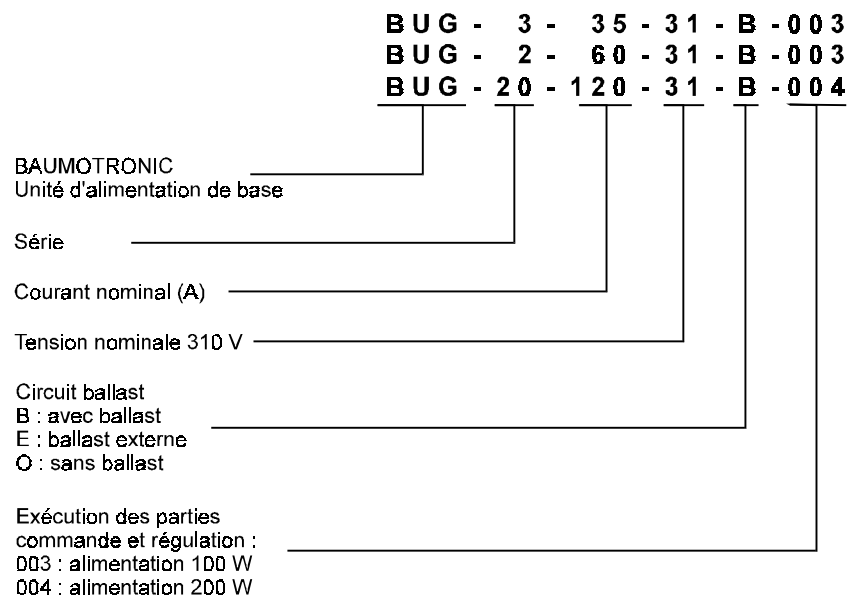 BUG - 3 - 35 - 31 - B - 003
BUG - 2 - 60 - 31 - B - 003
BUG - 20 - 120 - 31 - B - 004
BAUMOTRONIC
Unité d'alimentation de base
Série
Courant nominal (A)
Tension nominale 310 V
Circuit ballast
B : avec ballast
E : ballast externe
O : sans ballast
Exécution des parties
commande et régulation :
003 : alimentation 100 W
004 : alimentation 200 W